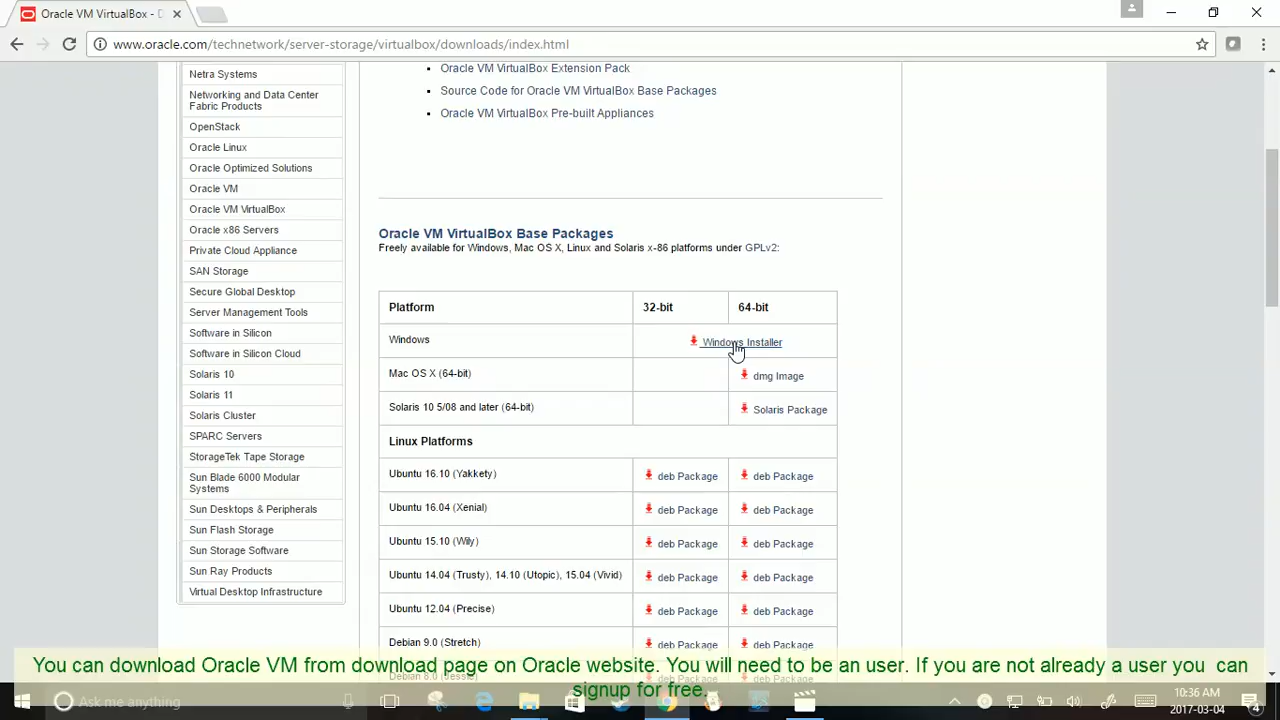 Oracle VM VirtualBox - D
www.oracle.com/technetwork/server-storage/virtualbox/downloads/index.html
Netra Systems
Networking and Data Center
Fabric Products
OpenStack
Oracle Linux
Oracle Optimized Solutions
Oracle VM
Oracle VM VirtualBox
Oracle x86 Servers
Private Cloud Appliance
SAN Storage
Secure Global Desktop
Server Management Tools
Software in Silicon
Software in Silicon Cloud
Solaris 10
Solaris 11
Solaris Cluster
SPARC Servers
StorageTek Tape Storage
Sun Blade 6000 Modular
Systems
Sun Desktops & Peripherals
Sun Flash Storage
Sun Storage Software
Sun Ray Products
Virtual Desktop Infrastructure
Oracle VM VirtualBox Extension Pack
Source Code for Oracle VM VirtualBox Base Packages
Oracle VM VirtualBox Pre-built Appliances
Oracle VM VirtualBox Base Packages
Freely available for Windows, Mac OS X, Linux and Solaris x-86 platforms under GPLv2:
Platform 32-bit 64-bit
Windows Windows Installer
Mac OS X (64-bit) dmg Image
Solaris 10 5/08 and later (64-bit) Solaris Package
Linux Platforms
Ubuntu 16.10 (Yakkety) deb Package deb Package
Ubuntu 16.04 (Xenial) deb Package deb Package
Ubuntu 15.10 (Wily) deb Package deb Package
Ubuntu 14.04 (Trusty), 14.10 (Utopic), 15.04 (Vivid) deb Package deb Package
Ubuntu 12.04 (Precise) deb Package deb Package
Debian 9.0 (Stretch) deb Package deb Package
Debian 8.0 (Jessie) deb Package deb Package
You can download Oracle VM from download page on Oracle website. You will need to be an user. If you are not already a user you can
signup for free.
Ask me anything
10:36 AM
2017-03-04